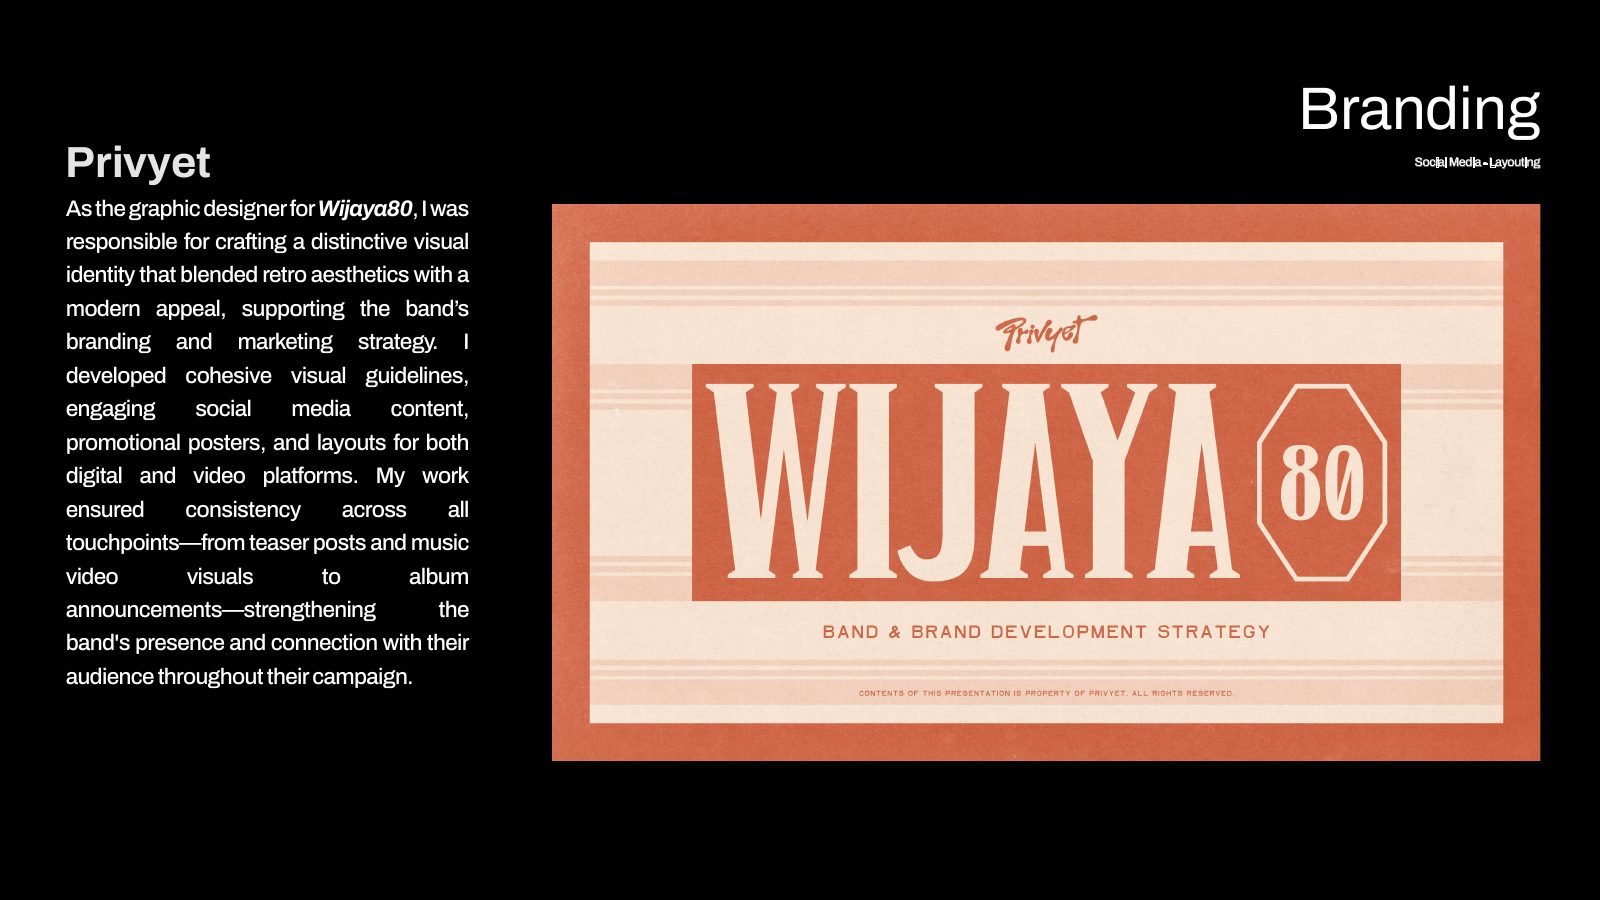 Branding
Social Media - Layouting
Privyet
As the graphic designer for Wijaya80, I was
responsible for crafting a distinctive visual
identity that blended retro aesthetics with a
modern appeal, supporting the band’s
branding and marketing strategy. I
developed cohesive visual guidelines,
engaging social media content,
promotional posters, and layouts for both
digital and video platforms. My work
ensured consistency across all
touchpoints—from teaser posts and music
video visuals to album
announcements—strengthening the
band's presence and connection with their
audience throughout their campaign.
Privyet
WIJAYA 80
BAND & BRAND DEVELOPMENT STRATEGY
CONTENTS OF THIS PRESENTATION IS PROPERTY OF PRIVYET. ALL RIGHTS RESERVED.